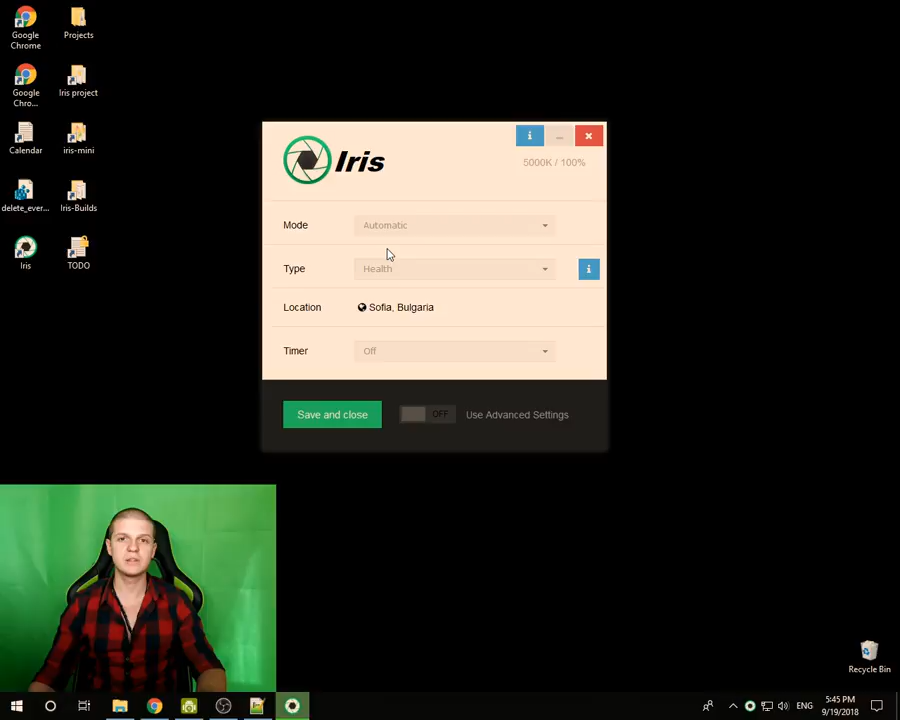 Google
Chrome
Projects
Google
Chro...
Iris project
Calendar
iris-mini
delete_ever...
Iris-Builds
Iris
TODO
Iris
i
5000K / 100%
Mode
Automatic
Type
Health
i
Location
Sofia, Bulgaria
Timer
Off
Save and close
OFF
Use Advanced Settings
Recycle Bin
ENG
5:45 PM
9/19/2018